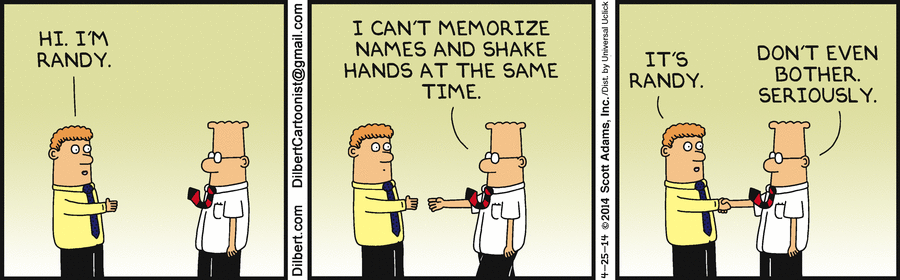 HI. I'M
RANDY.
Dilbert.com DilbertCartoonist@gmail.com
I CAN'T MEMORIZE
NAMES AND SHAKE
HANDS AT THE SAME
TIME.
4-25-14 ©2014 Scott Adams, Inc. /Dist. by Universal Uclick
IT'S
RANDY.
DON'T EVEN
BOTHER.
SERIOUSLY.